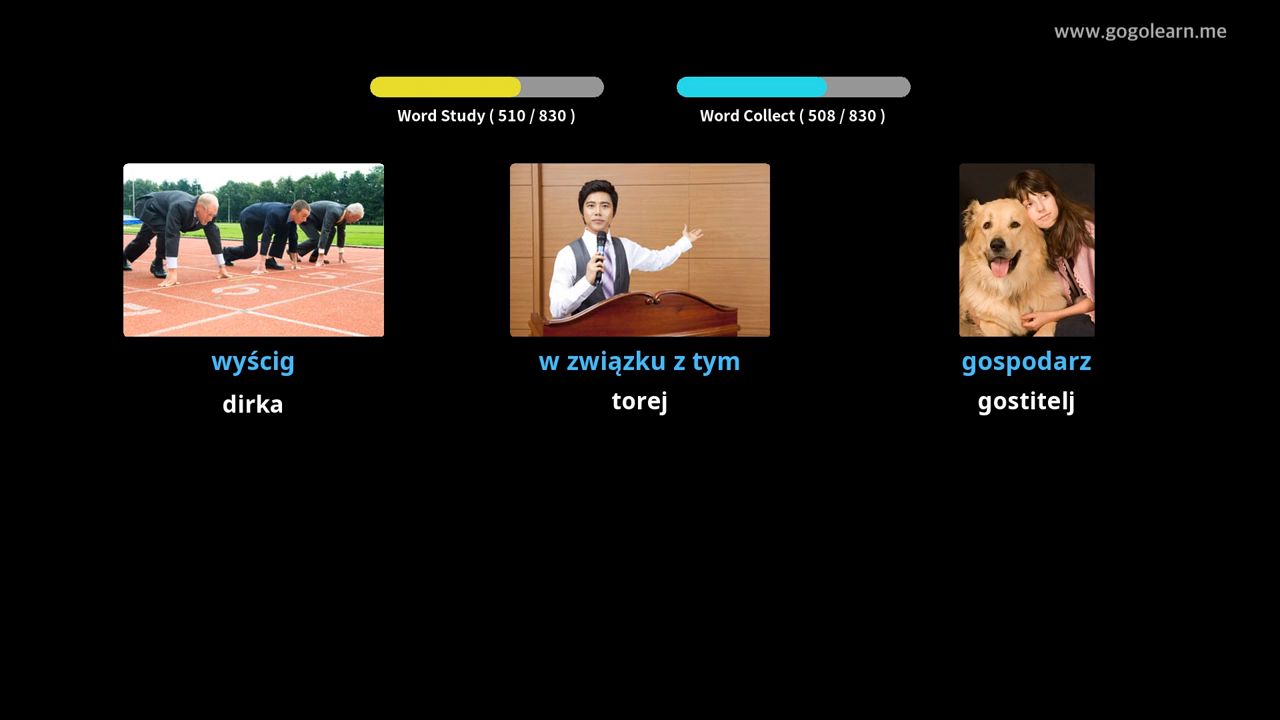 www.gogolearn.me
Word Study ( 510 / 830 )
Word Collect ( 508 / 830 )
wyścig
w związku z tym
gospodarz
dirka
torej
gostitelj